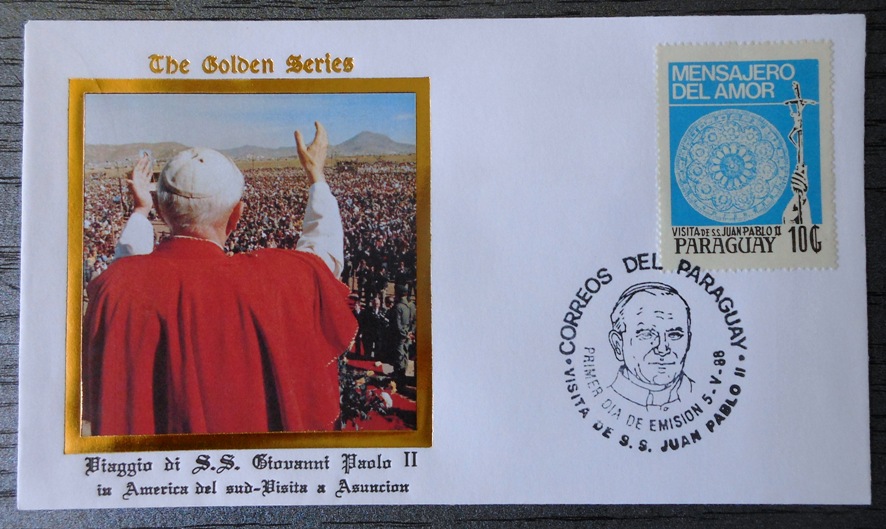 The Golden Series
Viaggio di S.S. Giovanni Paolo II
in America del sud-Visita a Asuncion
MENSAJERO
DEL AMOR
VISITA DE S.S. JUAN PABLO II
PARAGUAY 10₲
• CORREOS DEL PARAGUAY •
PRIMER DIA DE EMISION 5-V-88
VISITA DE S. S. JUAN PABLO II